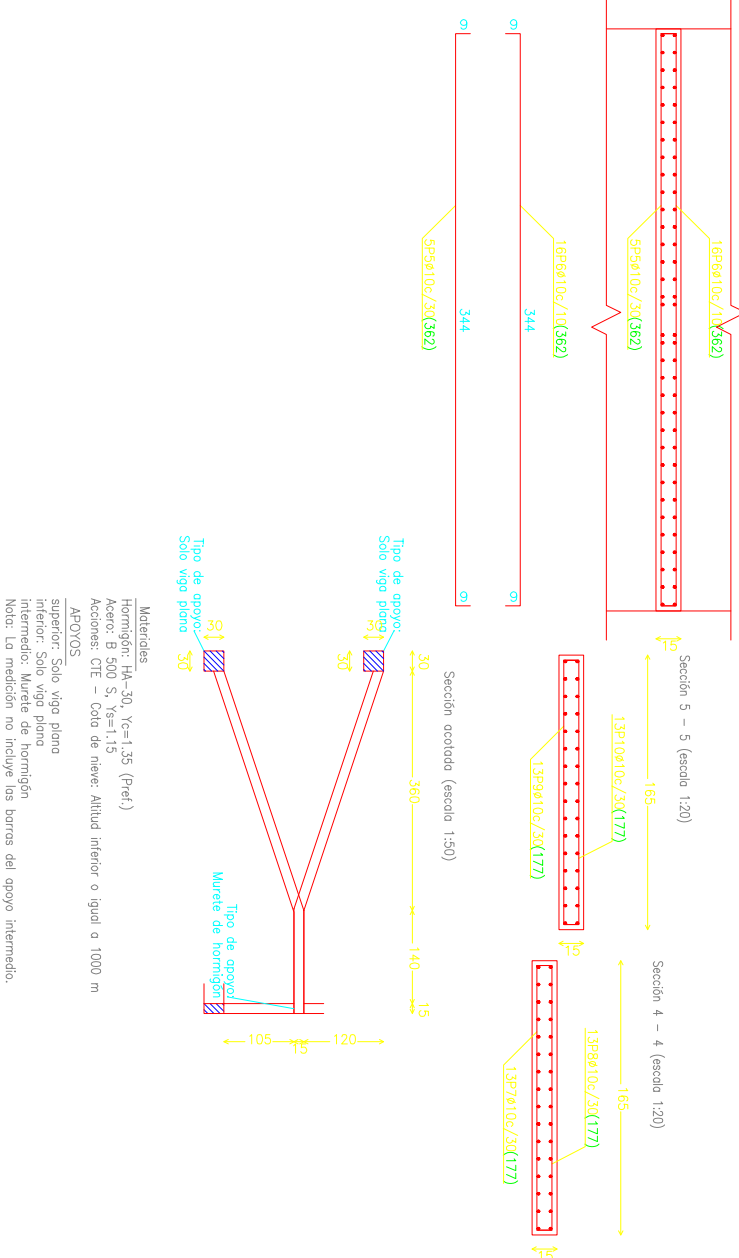 16P6ø10c/10(362)
5P5ø10c/30(362)
9
9
16P6ø10c/10(362)
344
9
9
5P5ø10c/30(362)
344
15
Sección 5 - 5 (escala 1:20)
165
13P10ø10c/30(177)
13P9ø10c/30(177)
15
Sección 4 - 4 (escala 1:20)
165
13P8ø10c/30(177)
13P7ø10c/30(177)
15
Sección acotada (escala 1:50)
30
360
140
15
Tipo de apoyo:
Solo viga plana
30
30
120
15
105
Tipo de apoyo:
Murete de hormigón
Tipo de apoyo:
Solo viga plana
30
30
Materiales
Hormigón: HA-30, Yc=1.35 (Pref.)
Acero: B 500 S, Ys=1.15
Acciones: CTE - Cota de nieve: Altitud inferior o igual a 1000 m
APOYOS
superior: Solo viga plana
inferior: Solo viga plana
intermedio: Murete de hormigón
Nota: La medición no incluye las barras del apoyo intermedio.